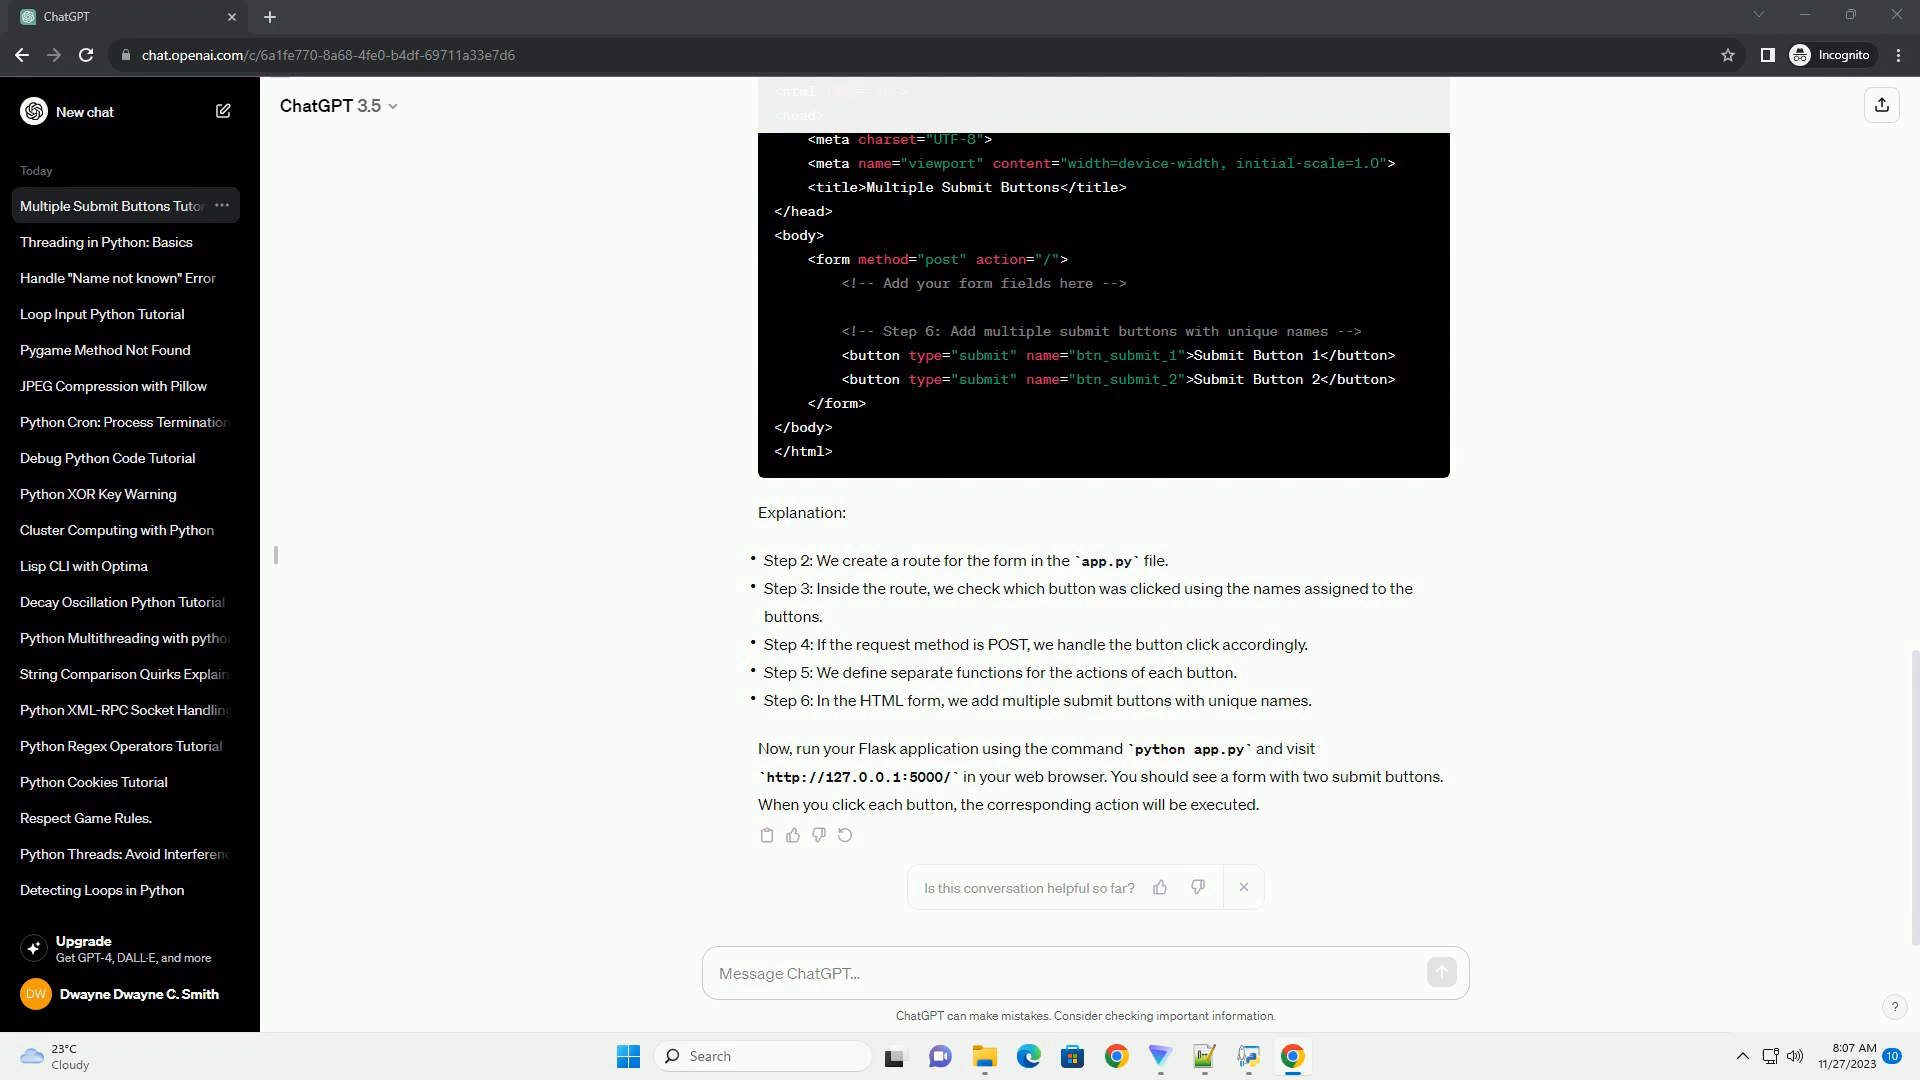 ChatGPT
chat.openai.com/c/6a1fe770-8a68-4fe0-b4df-69711a33e7d6
Incognito
New chat
Today
Multiple Submit Buttons Tutor
Threading in Python: Basics
Handle "Name not known" Error
Loop Input Python Tutorial
Pygame Method Not Found
JPEG Compression with Pillow
Python Cron: Process Termination
Debug Python Code Tutorial
Python XOR Key Warning
Cluster Computing with Python
Lisp CLI with Optima
Decay Oscillation Python Tutorial
Python Multithreading with pytho
String Comparison Quirks Explain
Python XML-RPC Socket Handling
Python Regex Operators Tutorial
Python Cookies Tutorial
Respect Game Rules.
Python Threads: Avoid Interferenc
Detecting Loops in Python
Upgrade
Get GPT-4, DALL·E, and more
DW
Dwayne Dwayne C. Smith
ChatGPT 3.5
<head>
<meta charset="UTF-8">
<meta name="viewport" content="width=device-width, initial-scale=1.0">
<title>Multiple Submit Buttons</title>
</head>
<body>
<form method="post" action="/">
<!-- Add your form fields here -->
<!-- Step 6: Add multiple submit buttons with unique names -->
<button type="submit" name="btn_submit_1">Submit Button 1</button>
<button type="submit" name="btn_submit_2">Submit Button 2</button>
</form>
</body>
</html>
Explanation:
• Step 2: We create a route for the form in the `app.py` file.
• Step 3: Inside the route, we check which button was clicked using the names assigned to the
buttons.
• Step 4: If the request method is POST, we handle the button click accordingly.
• Step 5: We define separate functions for the actions of each button.
• Step 6: In the HTML form, we add multiple submit buttons with unique names.
Now, run your Flask application using the command `python app.py` and visit
`http://127.0.0.1:5000/` in your web browser. You should see a form with two submit buttons.
When you click each button, the corresponding action will be executed.
Is this conversation helpful so far?
Message ChatGPT...
ChatGPT can make mistakes. Consider checking important information.
?
23°C
Cloudy
Search
8:07 AM
11/27/2023
10